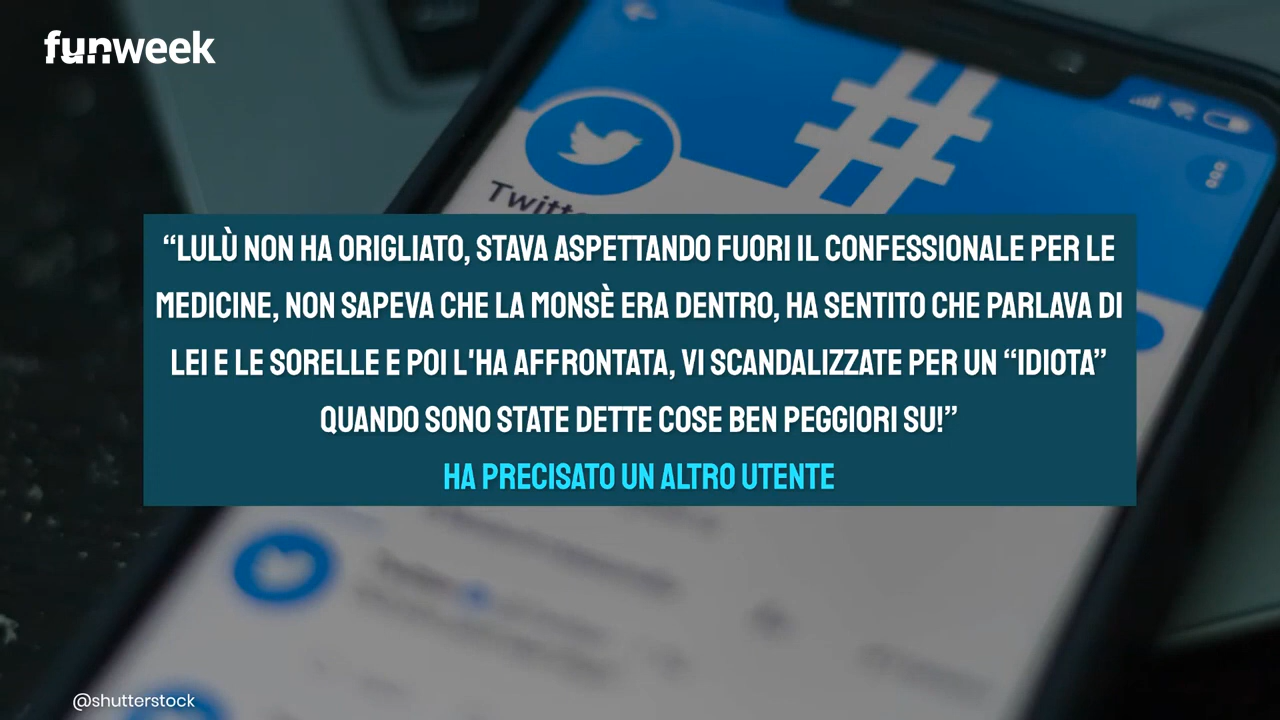 funweek
#
Twitte
“LULÙ NON HA ORIGLIATO, STAVA ASPETTANDO FUORI IL CONFESSIONALE PER LE
MEDICINE, NON SAPEVA CHE LA MONSÈ ERA DENTRO, HA SENTITO CHE PARLAVA DI
LEI E LE SORELLE E POI L'HA AFFRONTATA, VI SCANDALIZZATE PER UN “IDIOTA”
QUANDO SONO STATE DETTE COSE BEN PEGGIORI SU!”
HA PRECISATO UN ALTRO UTENTE
@shutterstock